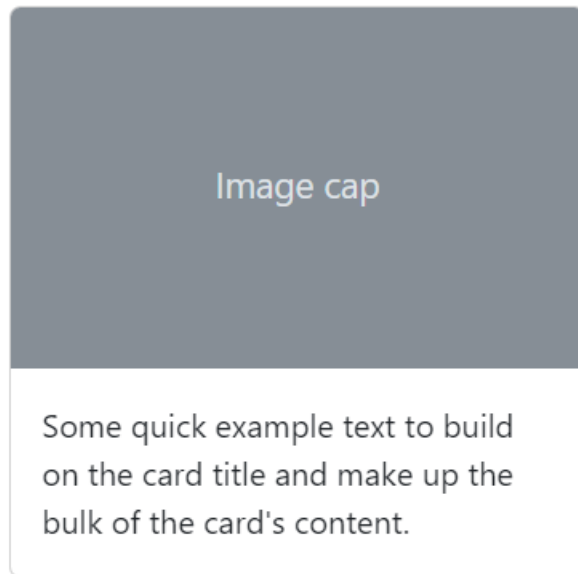 Image cap
Some quick example text to build
on the card title and make up the
bulk of the card's content.